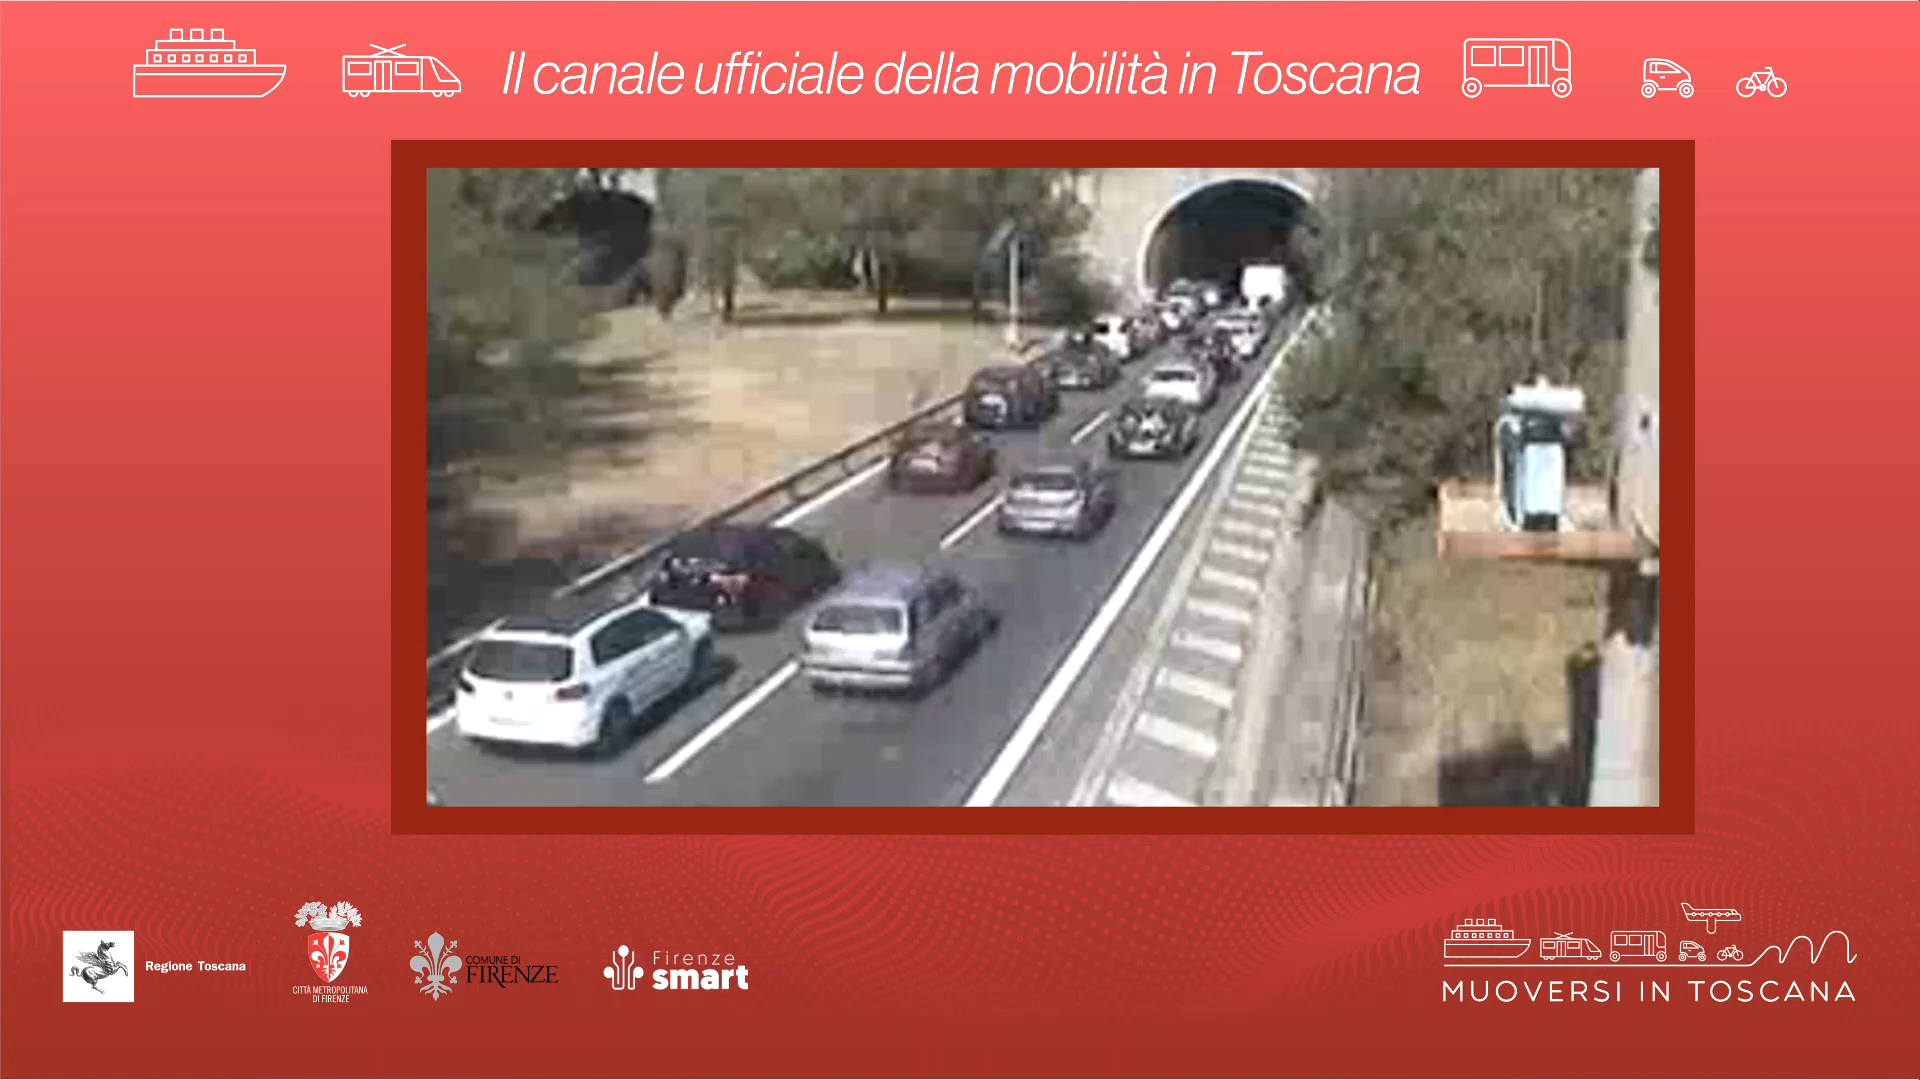 Il canale ufficiale della mobilità in Toscana
Regione Toscana
CITTÀ METROPOLITANA
DI FIRENZE
COMUNE DI
FIRENZE
Firenze
smart
MUOVERSI IN TOSCANA